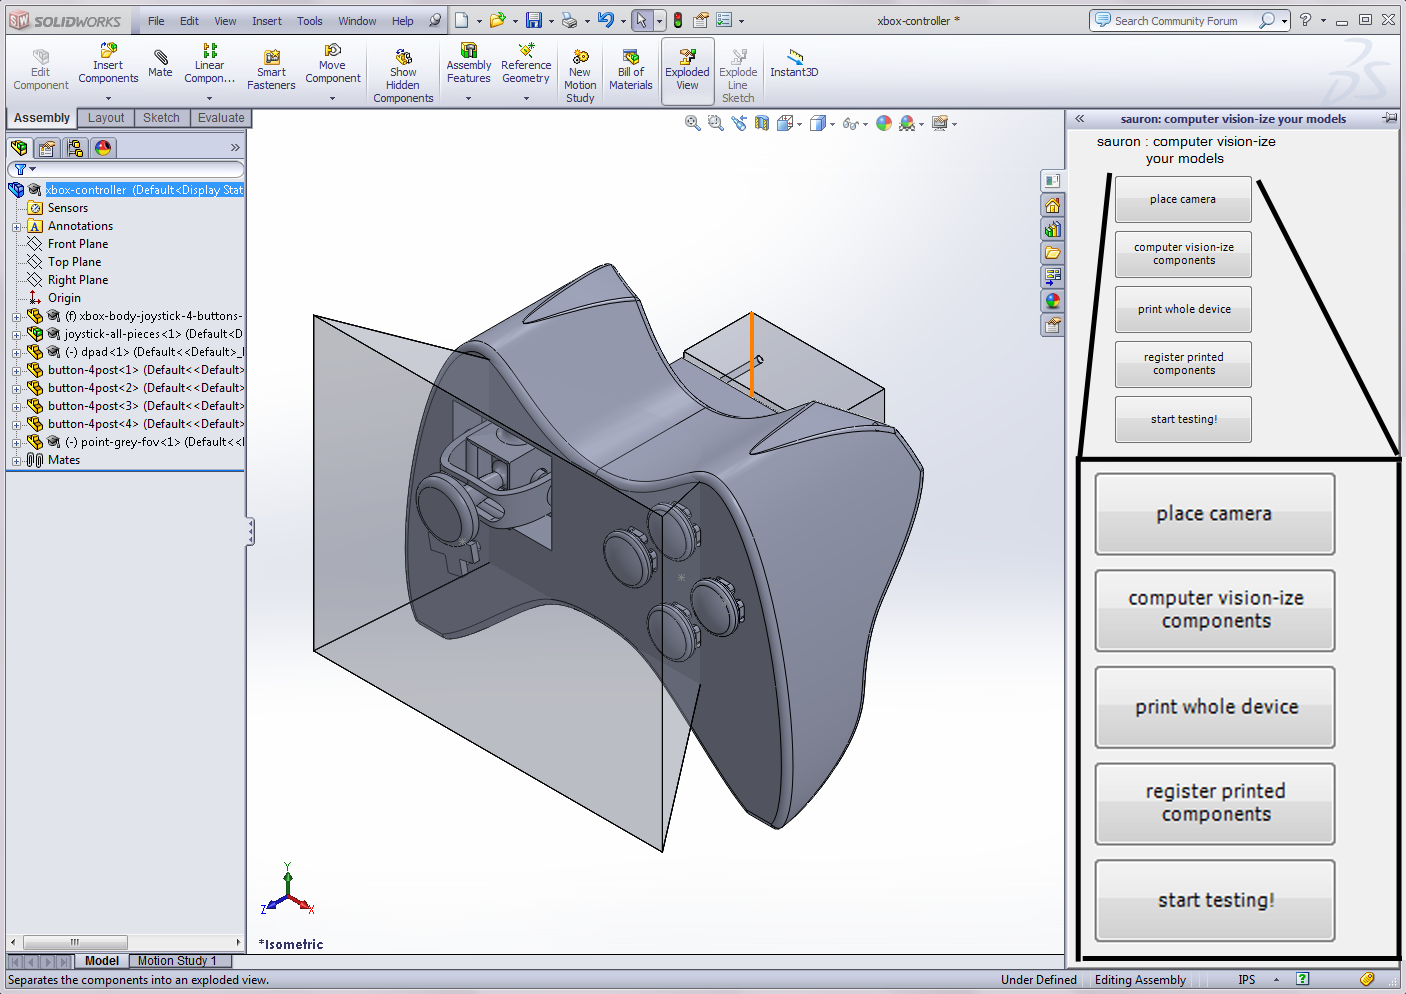 SOLIDWORKS File Edit View Insert Tools Window Help xbox-controller * Search Community Forum
Edit Component
Insert Components
Mate
Linear Compon...
Smart Fasteners
Move Component
Show Hidden Components
Assembly Features
Reference Geometry
New Motion Study
Bill of Materials
Exploded View
Explode Line Sketch
Instant3D
Assembly Layout Sketch Evaluate
xbox-controller (Default<Display Stat
Sensors
Annotations
Front Plane
Top Plane
Right Plane
Origin
(f) xbox-body-joystick-4-buttons-
joystick-all-pieces<1> (Default<D
(-) dpad<1> (Default<<Default>_
button-4post<1> (Default<<Default>
button-4post<2> (Default<<Default>
button-4post<3> (Default<<Default>
button-4post<4> (Default<<Default>
(-) point-grey-fov<1> (Default<<
Mates
Y
Z
X
*Isometric
sauron: computer vision-ize your models
sauron : computer vision-ize
your models
place camera
computer vision-ize
components
print whole device
register printed
components
start testing!
place camera
computer vision-ize
components
print whole device
register printed
components
start testing!
Model Motion Study 1
Separates the components into an exploded view. Under Defined Editing Assembly IPS